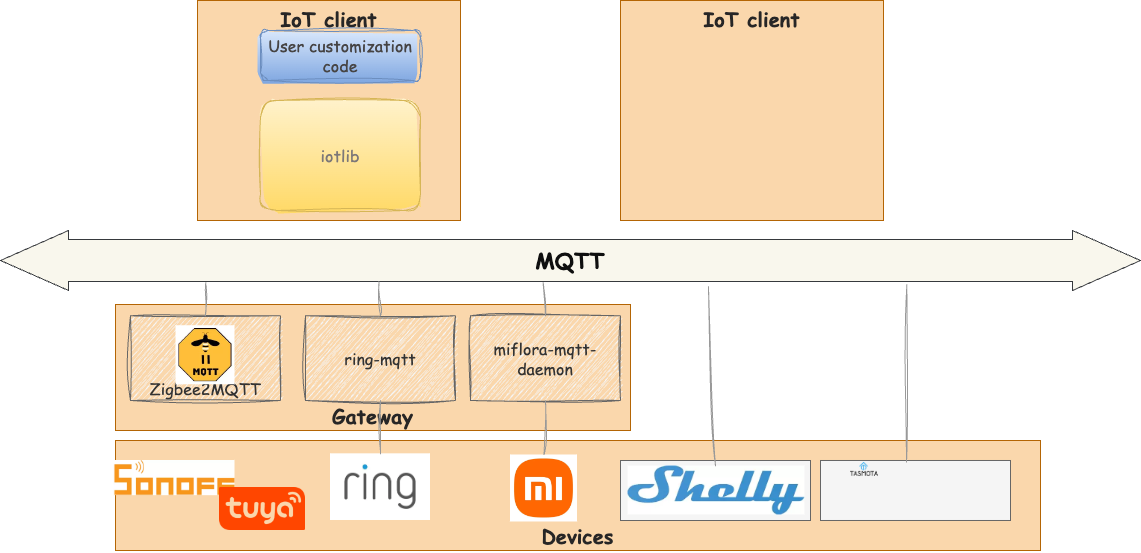 IoT client
User customization
code
iotlib
IoT client
MQTT
MQTT
Zigbee2MQTT
ring-mqtt
miflora-mqtt-
daemon
Gateway
SONOFF
tuya
ring
mi
Shelly
TASMOTA
Devices